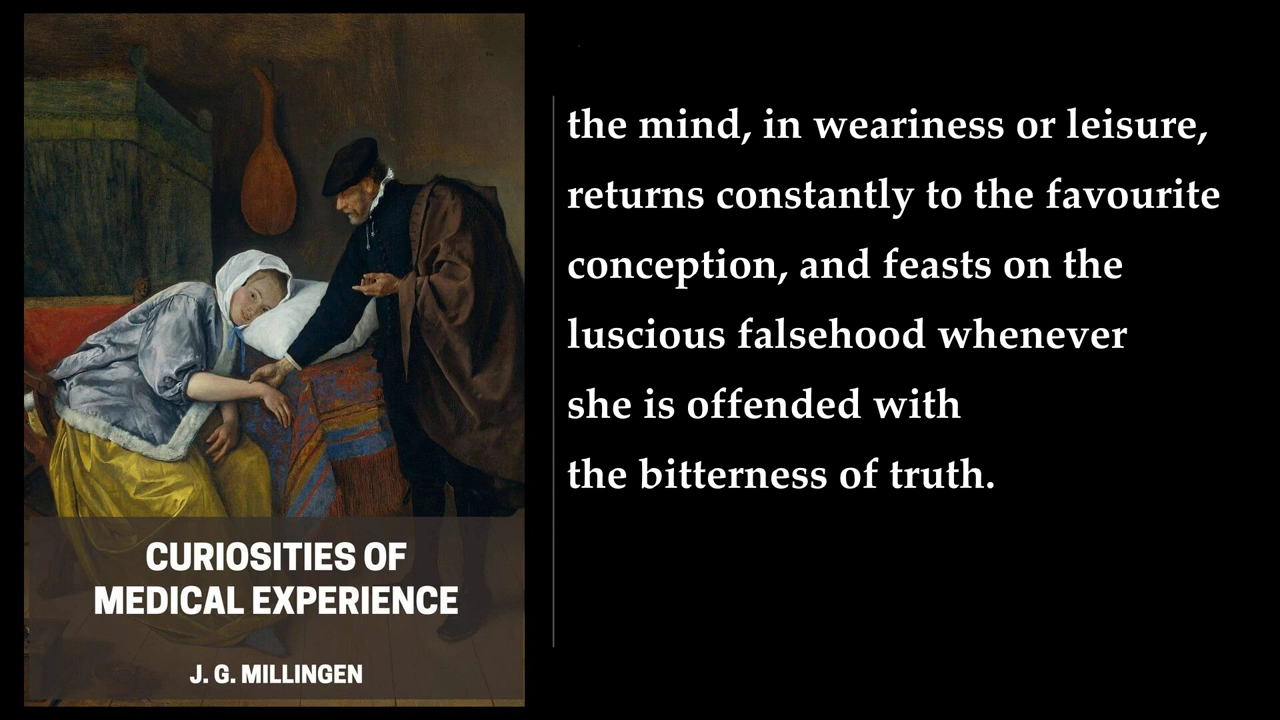 the mind, in weariness or leisure,
returns constantly to the favourite
conception, and feasts on the
luscious falsehood whenever
she is offended with
the bitterness of truth.
CURIOSITIES OF
MEDICAL EXPERIENCE
J. G. MILLINGEN